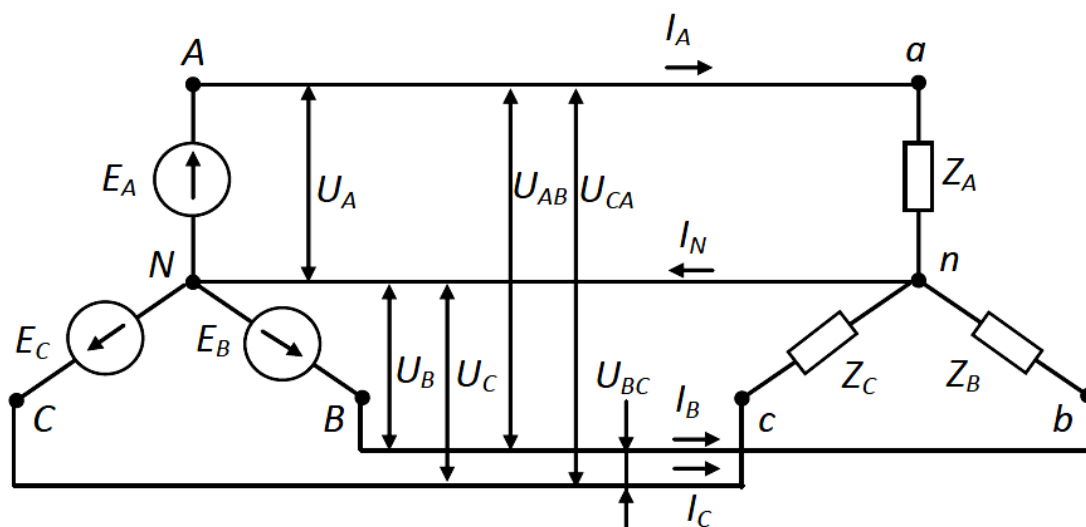 I_A
A
a
E_A
U_A
U_AB
U_CA
Z_A
I_N
N
n
E_C
E_B
U_B
U_C
U_BC
Z_C
Z_B
C
B
I_B
c
b
I_C